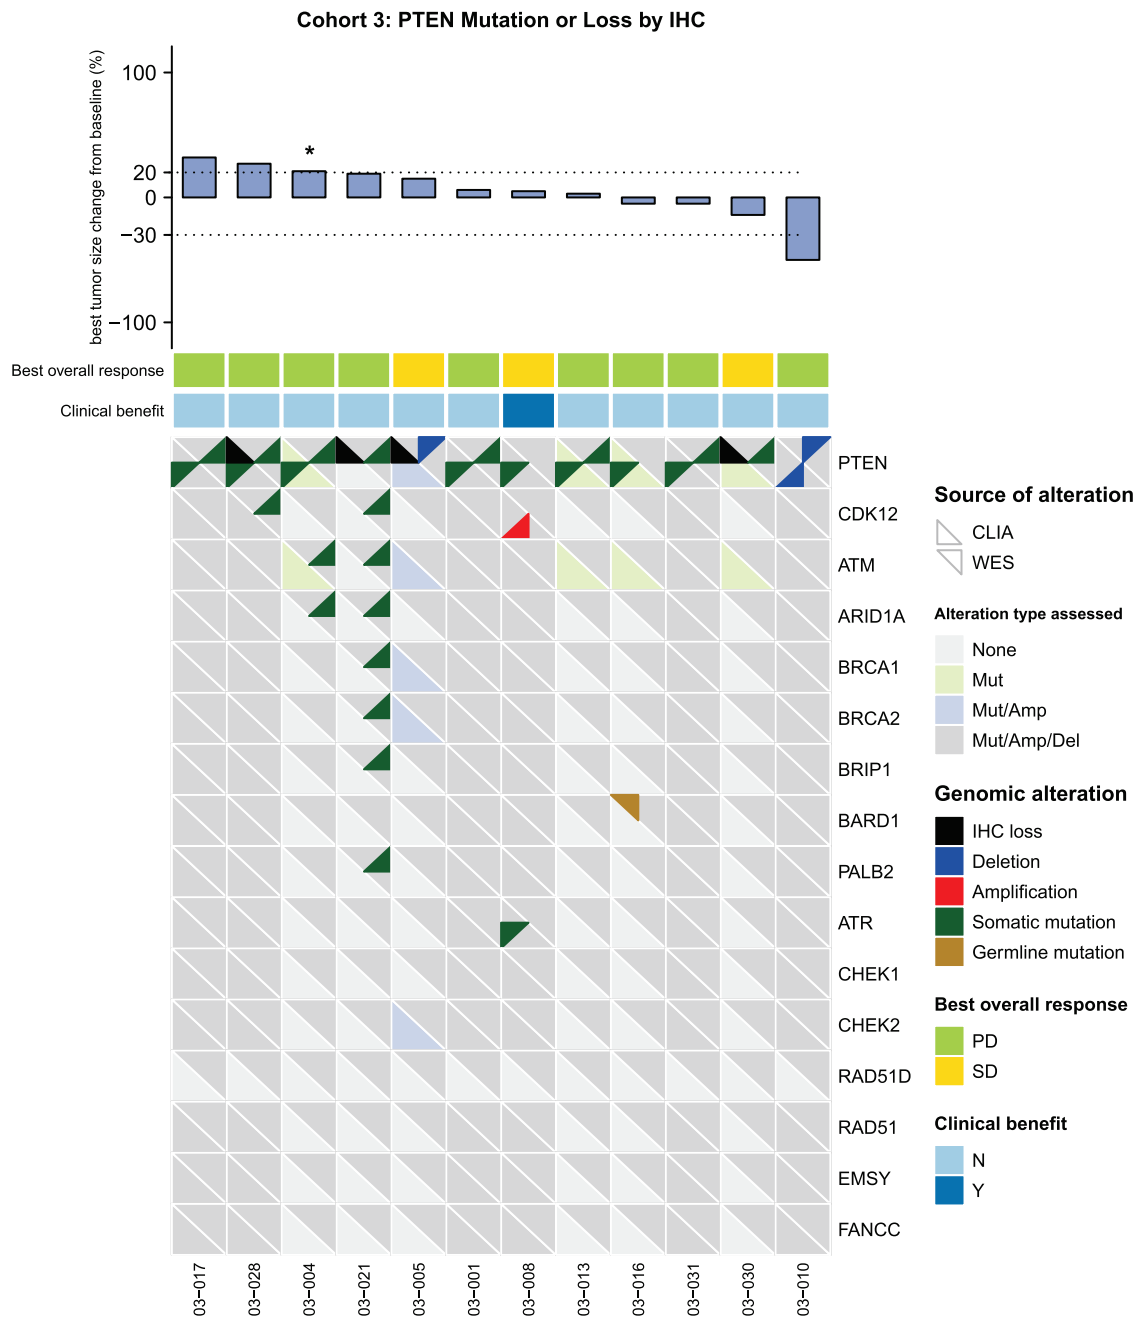 Cohort 3: PTEN Mutation or Loss by IHC
best tumor size change from baseline (%)
100
20
0
−30
−100
*
Best overall response
Clinical benefit
PTEN
CDK12
ATM
ARID1A
BRCA1
BRCA2
BRIP1
BARD1
PALB2
ATR
CHEK1
CHEK2
RAD51D
RAD51
EMSY
FANCC
03−017
03−028
03−004
03−021
03−005
03−001
03−008
03−013
03−016
03−031
03−030
03−010
Source of alteration
CLIA
WES
Alteration type assessed
None
Mut
Mut/Amp
Mut/Amp/Del
Genomic alteration
IHC loss
Deletion
Amplification
Somatic mutation
Germline mutation
Best overall response
PD
SD
Clinical benefit
N
Y